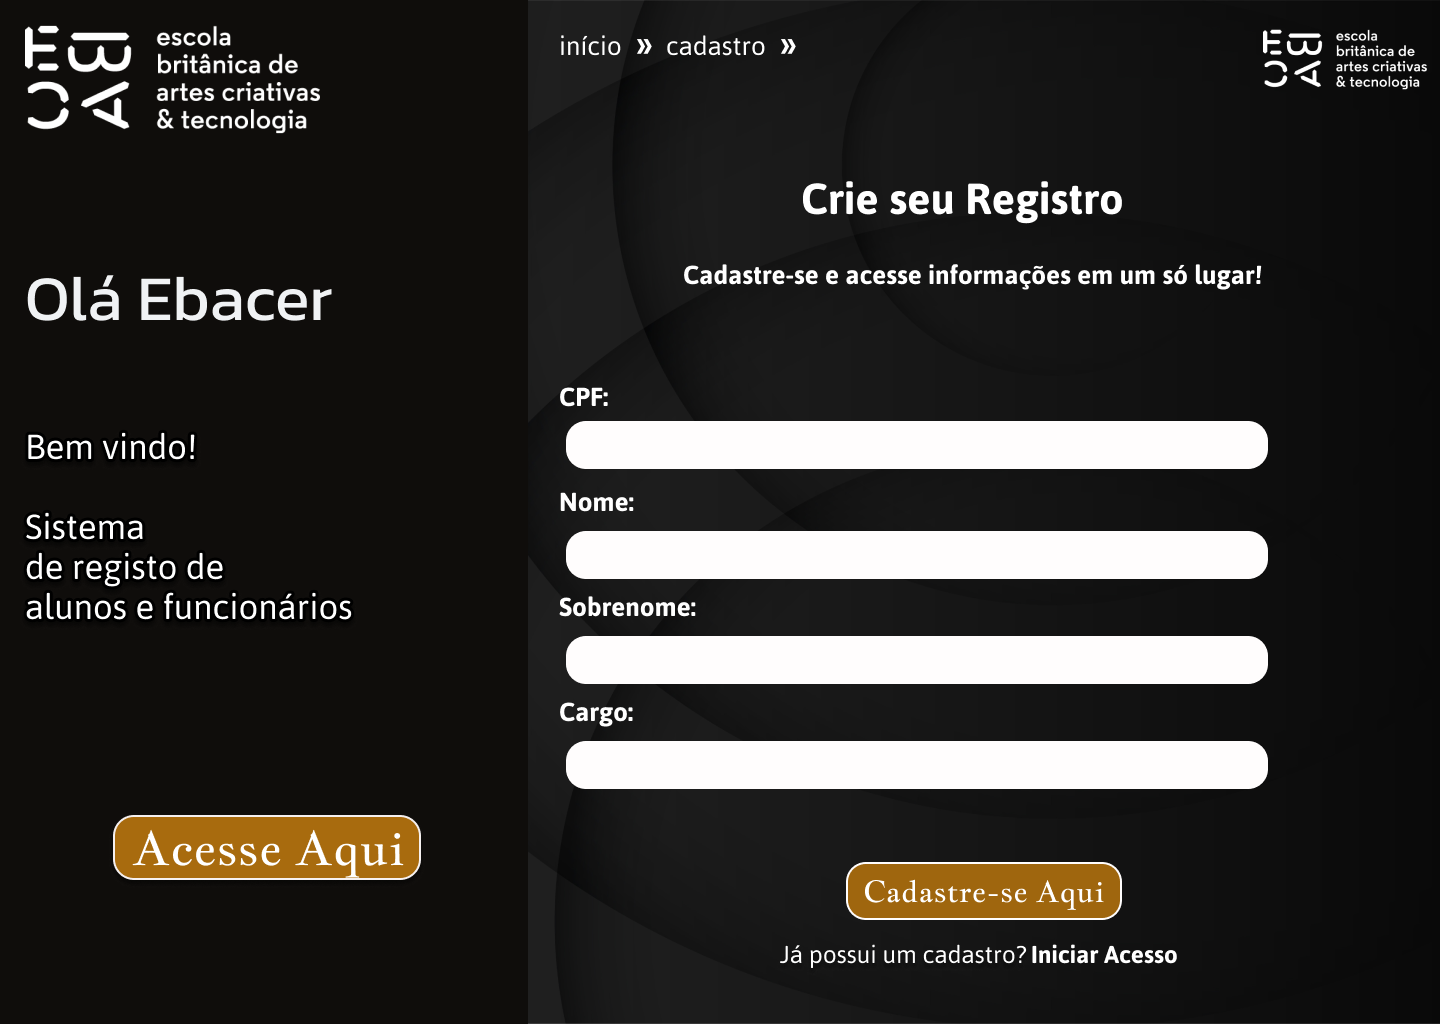 EBAC
escola
britânica de
artes criativas
& tecnologia
Olá Ebacer
Bem vindo!
Sistema
de registo de
alunos e funcionários
Acesse Aqui
início » cadastro »
EBAC
escola
britânica de
artes criativas
& tecnologia
Crie seu Registro
Cadastre-se e acesse informações em um só lugar!
CPF:
Nome:
Sobrenome:
Cargo:
Cadastre-se Aqui
Já possui um cadastro? Iniciar Acesso